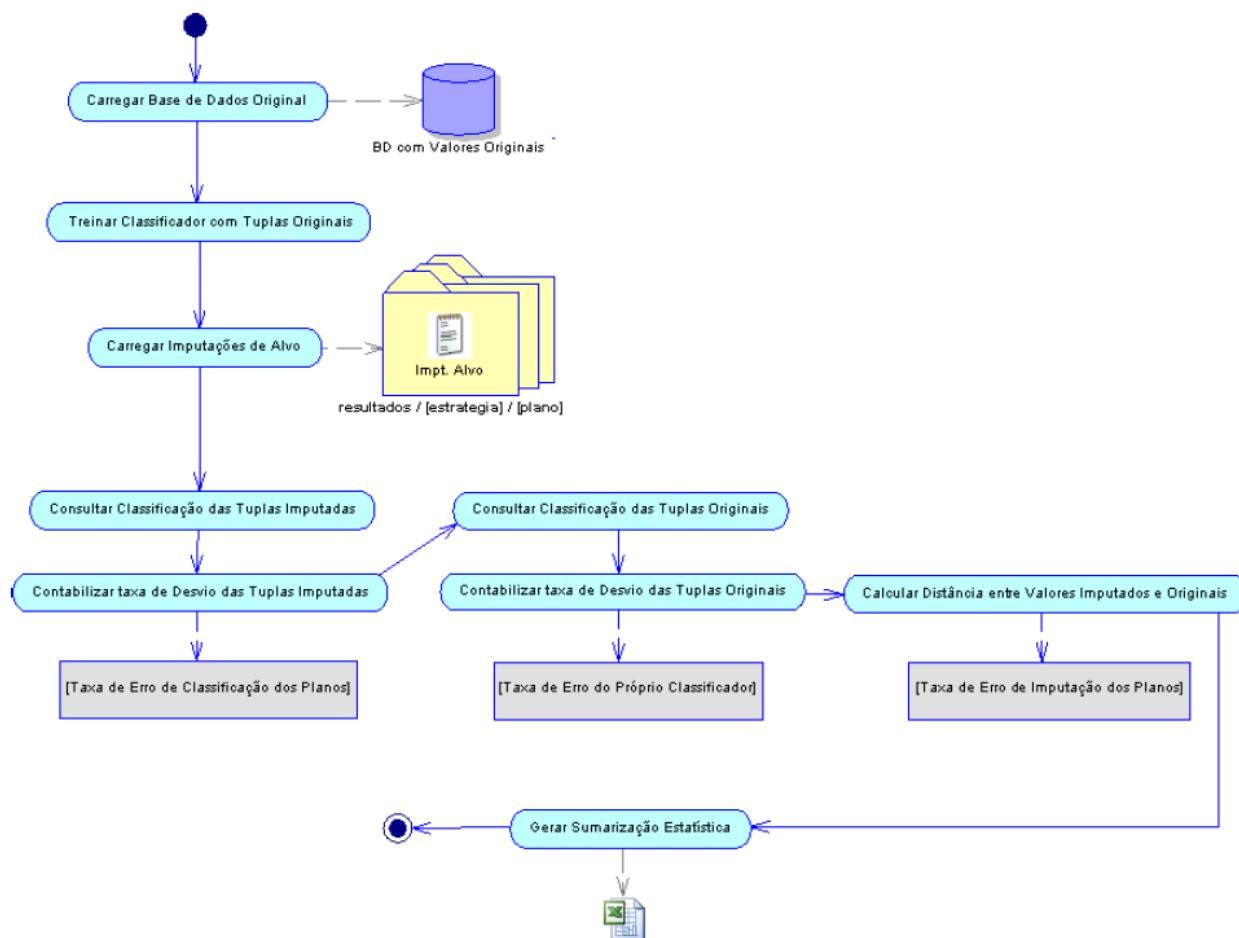 Carregar Base de Dados Original
BD com Valores Originais
Treinar Classificador com Tuplas Originais
Carregar Imputações de Alvo
Impt. Alvo
resultados / [estrategia] / [plano]
Consultar Classificação das Tuplas Imputadas
Consultar Classificação das Tuplas Originais
Contabilizar taxa de Desvio das Tuplas Imputadas
Contabilizar taxa de Desvio das Tuplas Originais
Calcular Distância entre Valores Imputados e Originais
[Taxa de Erro de Classificação dos Planos]
[Taxa de Erro do Próprio Classificador]
[Taxa de Erro de Imputação dos Planos]
Gerar Sumarização Estatística